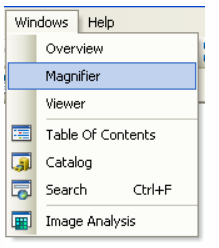 Windows Help
Overview
Magnifier
Viewer
Table Of Contents
Catalog
Search Ctrl+F
Image Analysis